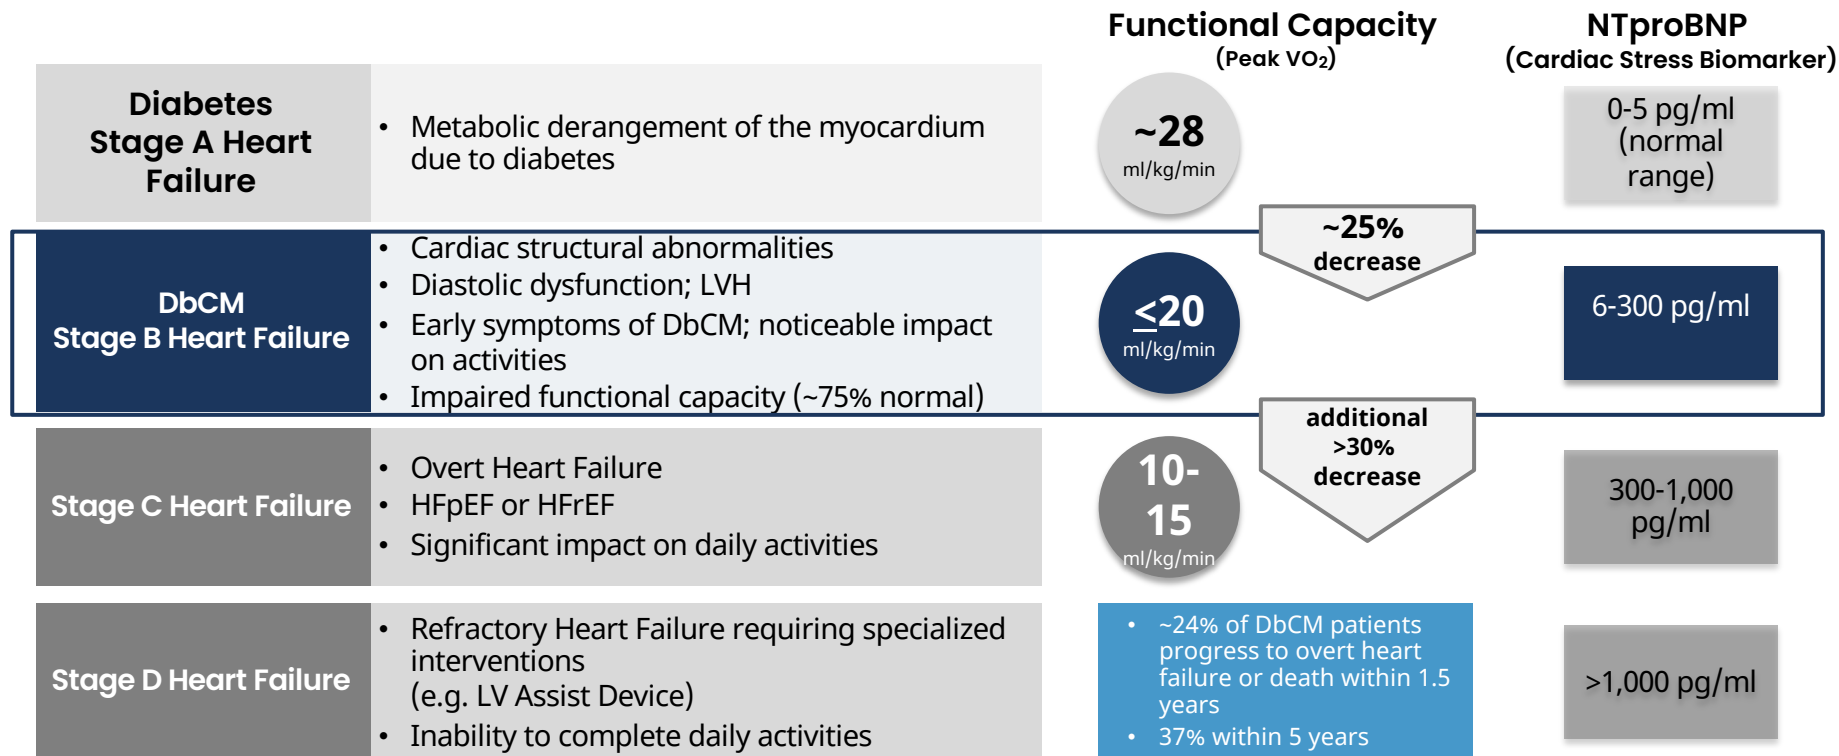 Functional Capacity
(Peak VO₂)
NTproBNP
(Cardiac Stress Biomarker)
Diabetes
Stage A Heart
Failure
• Metabolic derangement of the myocardium
due to diabetes
~28
ml/kg/min
0-5 pg/ml
(normal
range)
~25%
decrease
DbCM
Stage B Heart Failure
• Cardiac structural abnormalities
• Diastolic dysfunction; LVH
• Early symptoms of DbCM; noticeable impact
on activities
• Impaired functional capacity (~75% normal)
≤20
ml/kg/min
6-300 pg/ml
additional
>30%
decrease
Stage C Heart Failure
• Overt Heart Failure
• HFpEF or HFrEF
• Significant impact on daily activities
10-
15
ml/kg/min
300-1,000
pg/ml
Stage D Heart Failure
• Refractory Heart Failure requiring specialized
interventions
(e.g. LV Assist Device)
• Inability to complete daily activities
• ~24% of DbCM patients
progress to overt heart
failure or death within 1.5
years
• 37% within 5 years
>1,000 pg/ml